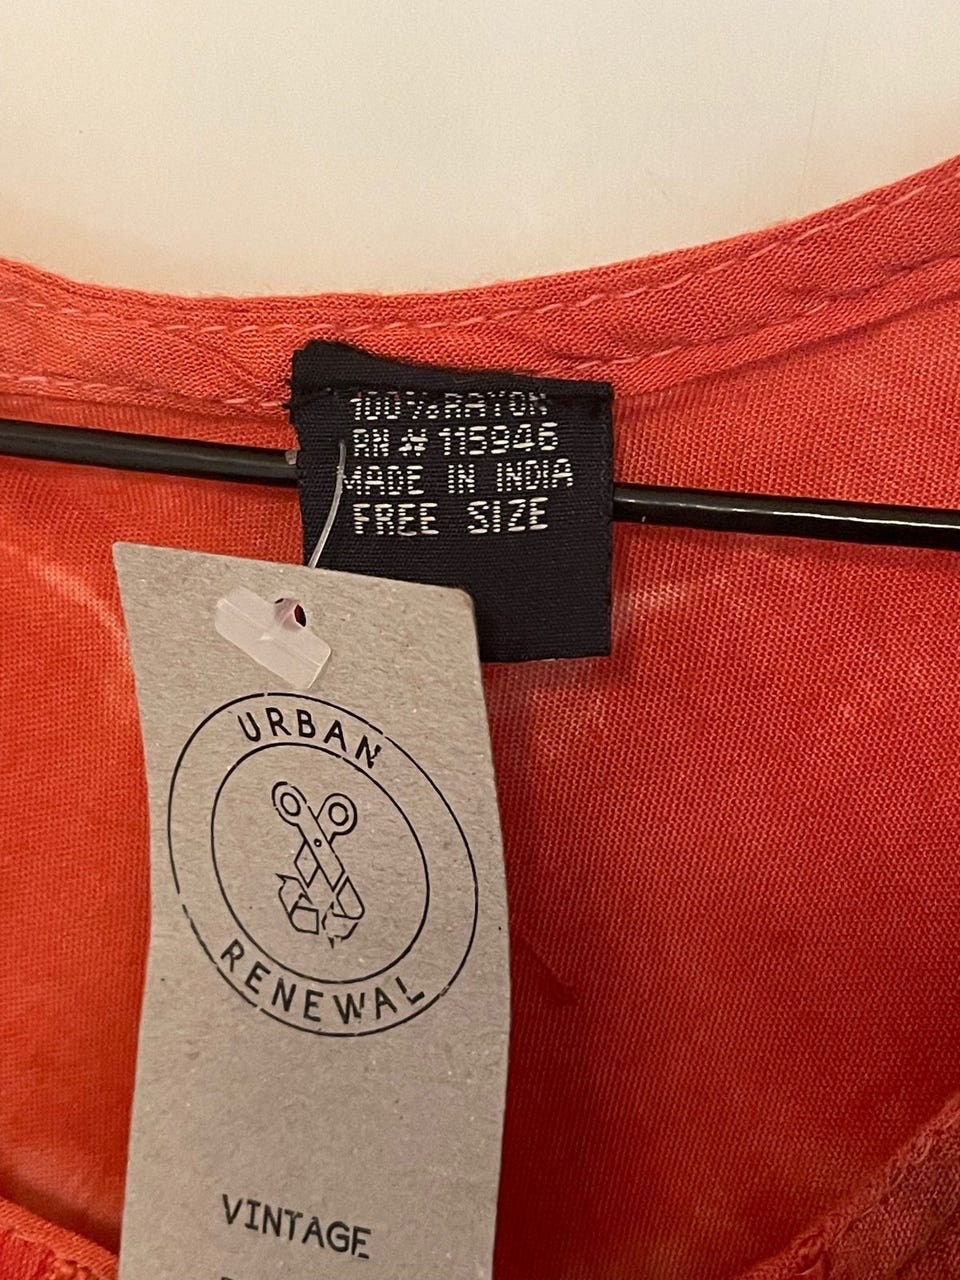 100% RAYON
RN # 115946
MADE IN INDIA
FREE SIZE
URBAN
RENEWAL
VINTAGE